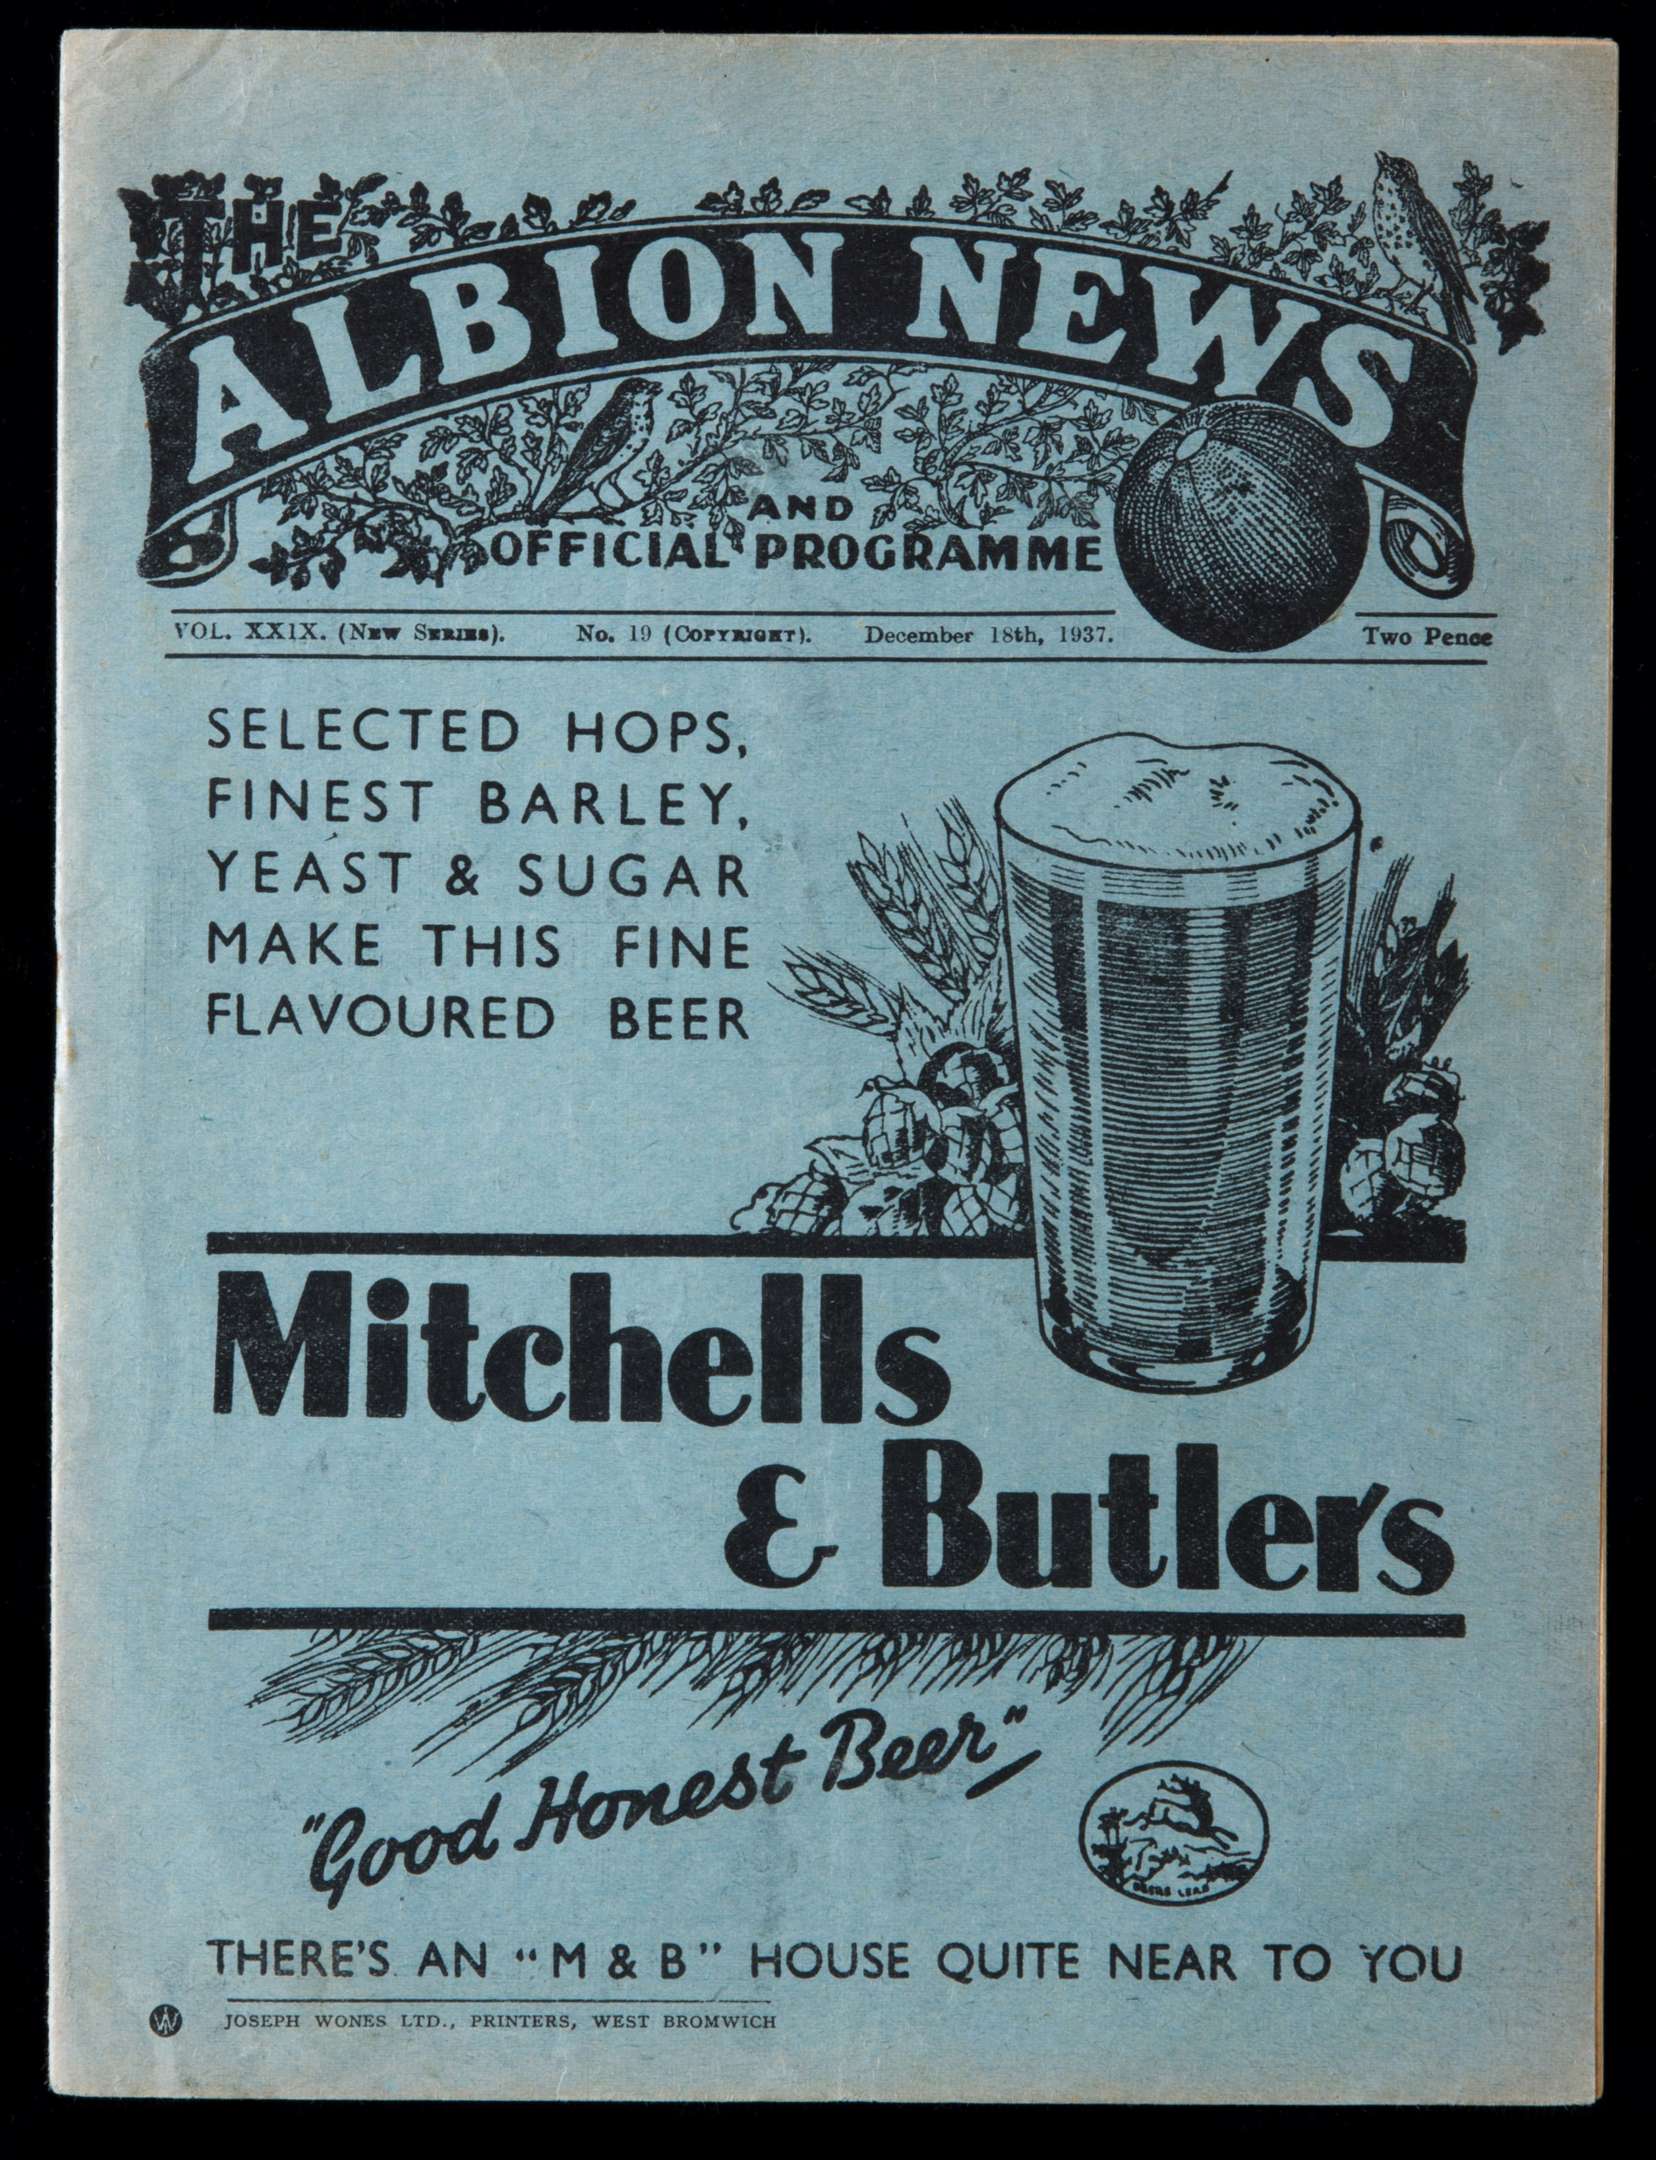 THE
ALBION NEWS
AND
OFFICIAL PROGRAMME
VOL. XXIX. (New Series). No. 19 (Copyright). December 18th, 1937. Two Pence
SELECTED HOPS,
FINEST BARLEY,
YEAST & SUGAR
MAKE THIS FINE
FLAVOURED BEER
Mitchells
& Butlers
"Good Honest Beer"
DEERS LEAP
THERE'S AN "M & B" HOUSE QUITE NEAR TO YOU
JOSEPH WONES LTD., PRINTERS, WEST BROMWICH